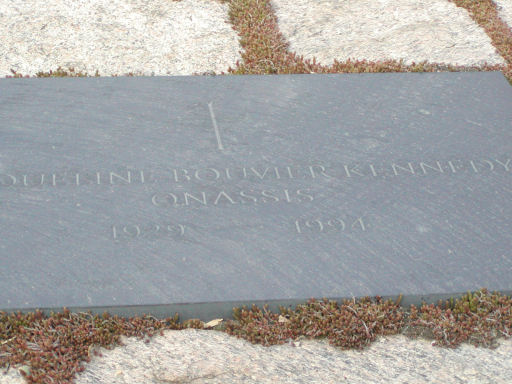 QUELINE BOUVIER KENNEDY
ONASSIS
1929 1994